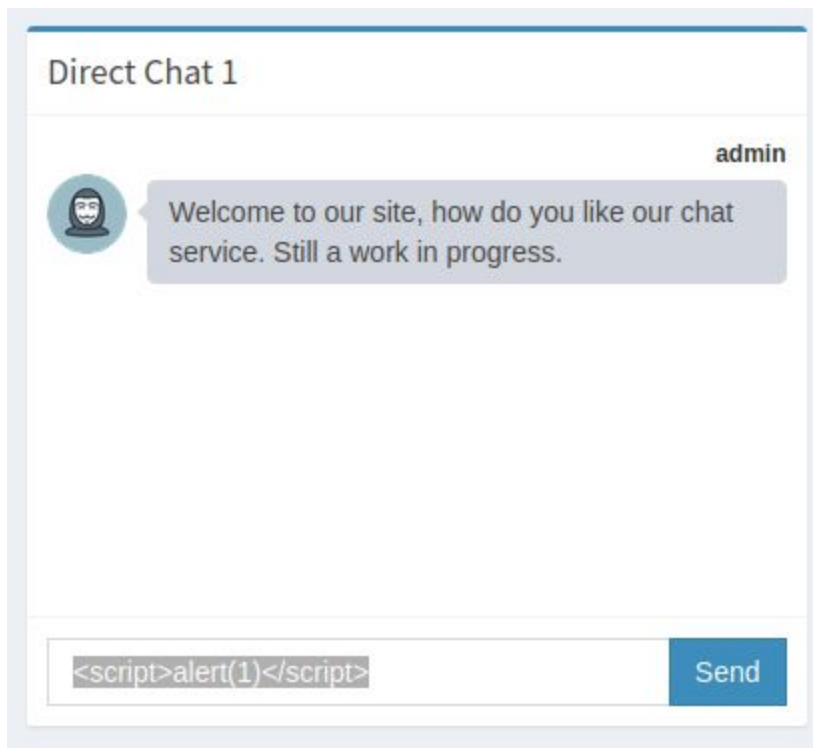 Direct Chat 1
admin
Welcome to our site, how do you like our chat
service. Still a work in progress.
<script>alert(1)</script>
Send